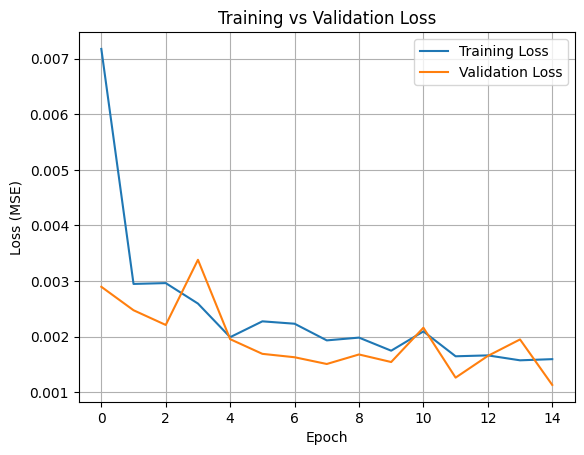 Training vs Validation Loss
Training Loss
Validation Loss
0.007
0.006
0.005
0.004
0.003
0.002
0.001
Loss (MSE)
0 2 4 6 8 10 12 14
Epoch